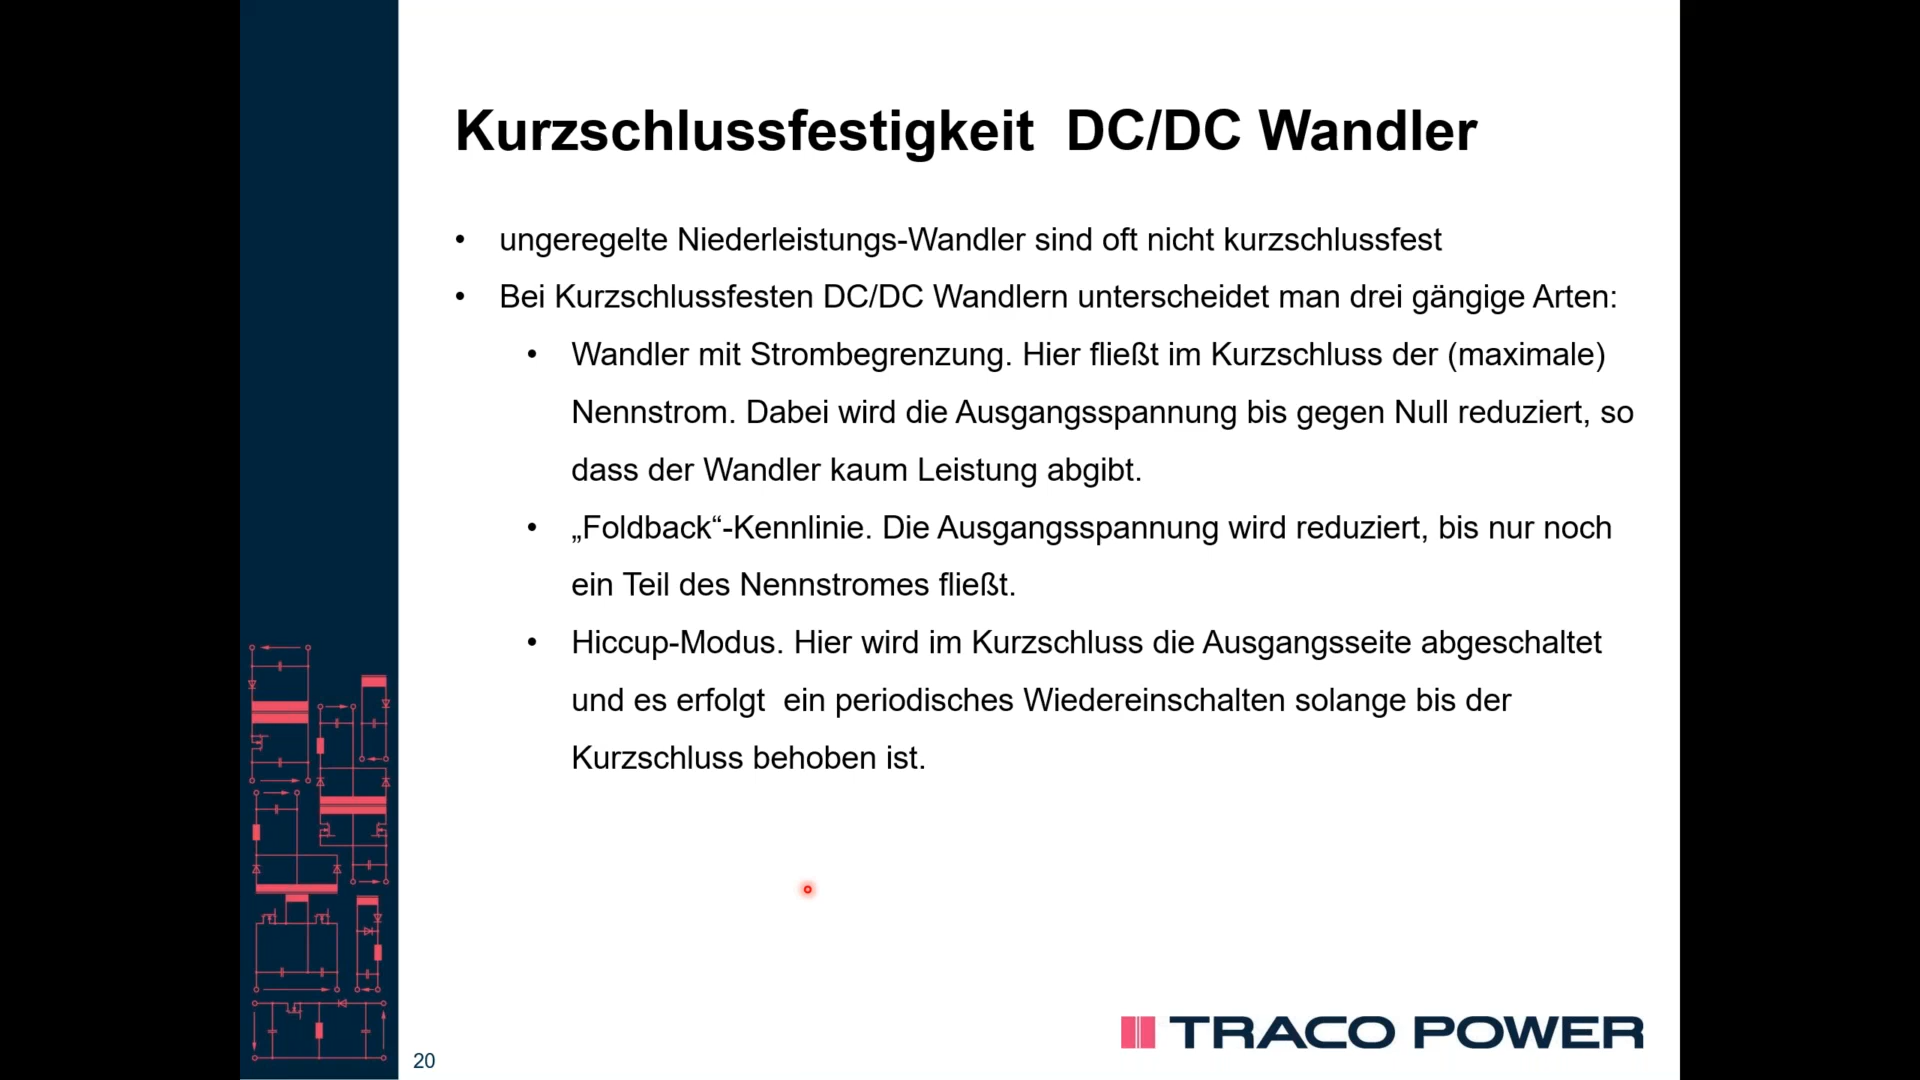 Kurzschlussfestigkeit  DC/DC Wandler
• ungeregelte Niederleistungs-Wandler sind oft nicht kurzschlussfest
• Bei Kurzschlussfesten DC/DC Wandlern unterscheidet man drei gängige Arten:
• Wandler mit Strombegrenzung. Hier fließt im Kurzschluss der (maximale)
Nennstrom. Dabei wird die Ausgangsspannung bis gegen Null reduziert, so
dass der Wandler kaum Leistung abgibt.
• „Foldback“-Kennlinie. Die Ausgangsspannung wird reduziert, bis nur noch
ein Teil des Nennstromes fließt.
• Hiccup-Modus. Hier wird im Kurzschluss die Ausgangsseite abgeschaltet
und es erfolgt  ein periodisches Wiedereinschalten solange bis der
Kurzschluss behoben ist.
TRACO POWER
20